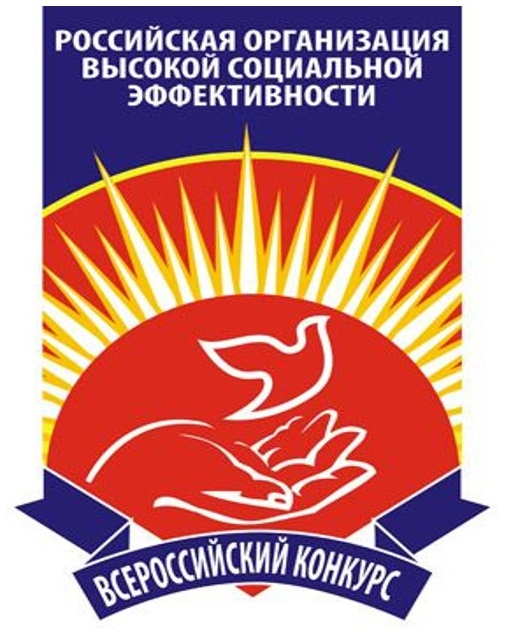 РОССИЙСКАЯ ОРГАНИЗАЦИЯ
ВЫСОКОЙ СОЦИАЛЬНОЙ
ЭФФЕКТИВНОСТИ
ВСЕРОССИЙСКИЙ КОНКУРС